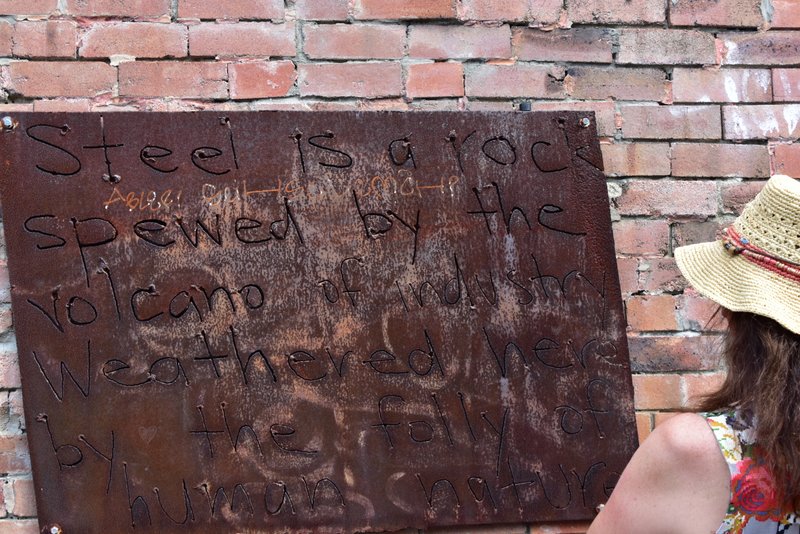 Steel is a rock
spewed by the
volcano of industry
Weathered here
by the folly of
human nature